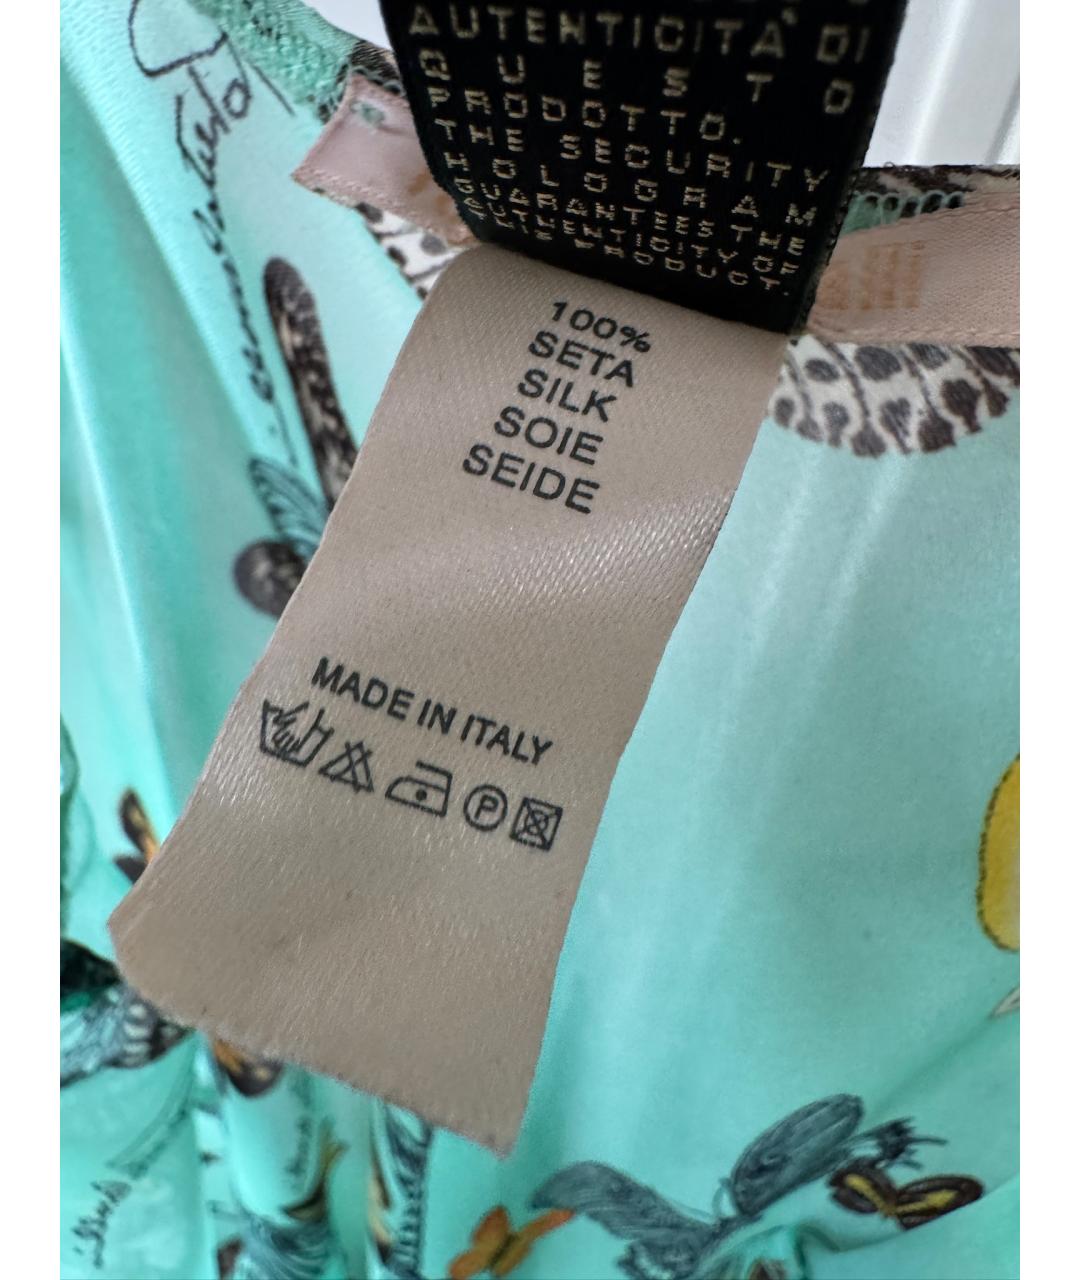 AUTENTICITÀ DI
QUESTO
PRODOTTO.
THE SECURITY
HOLOGRAM
GUARANTEES THE
AUTHENTICITY OF
THIS PRODUCT.
100%
SETA
SILK
SOIE
SEIDE
MADE IN ITALY
P